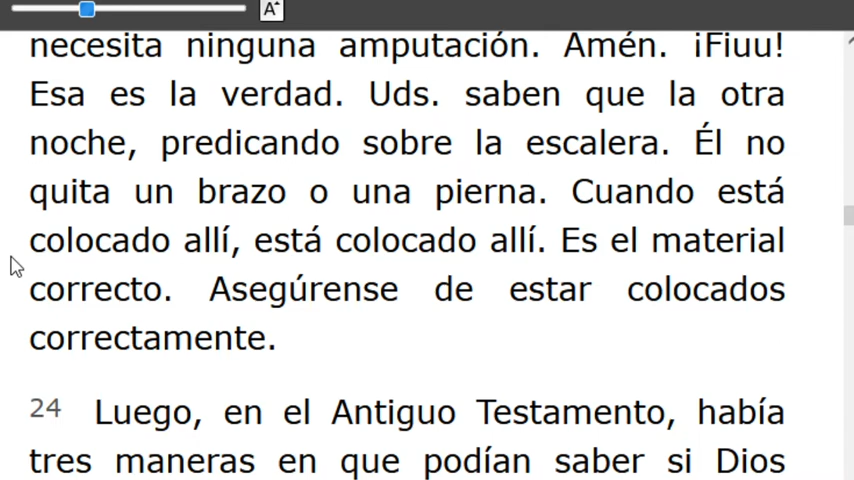 A
necesita ninguna amputación. Amén. ¡Fiuu!
Esa es la verdad. Uds. saben que la otra
noche, predicando sobre la escalera. Él no
quita un brazo o una pierna. Cuando está
colocado allí, está colocado allí. Es el material
correcto. Asegúrense de estar colocados
correctamente.
24 Luego, en el Antiguo Testamento, había
tres maneras en que podían saber si Dios